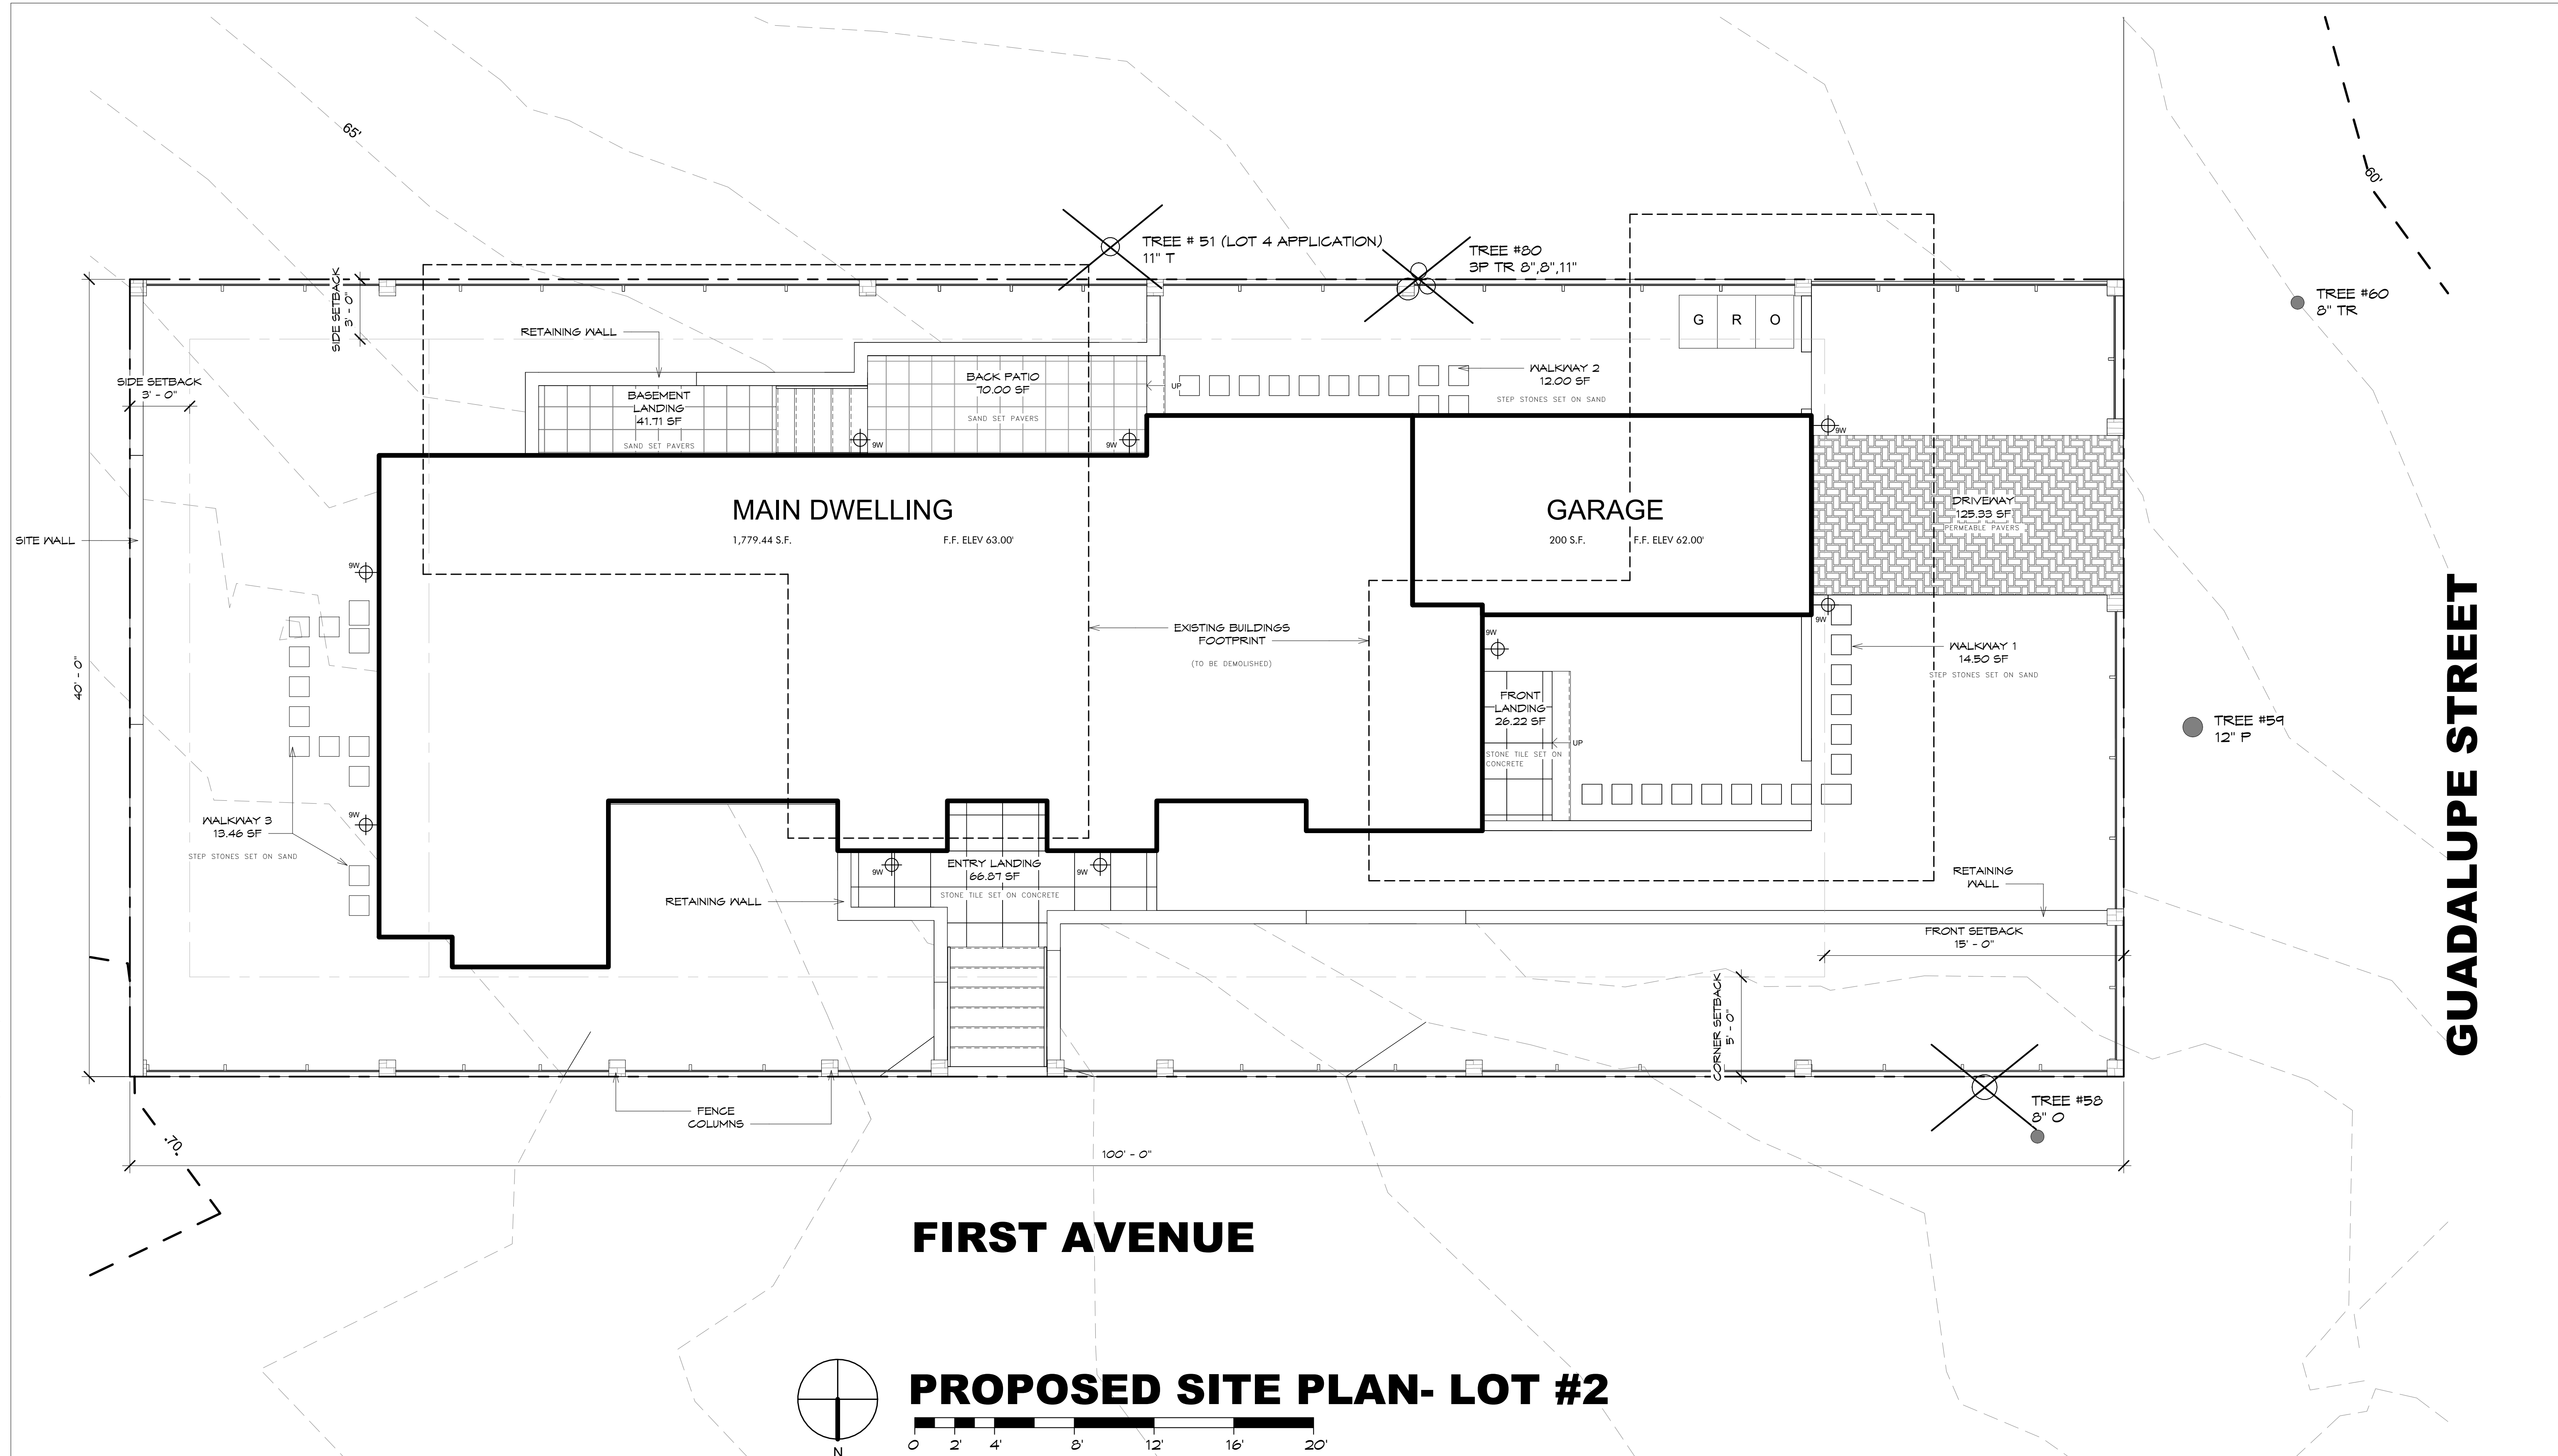 65'
60'
TREE # 51 (LOT 4 APPLICATION)
11" T
TREE #80
3P TR 8",8",11"
TREE #60
8" TR
SIDE SETBACK
3' - 0"
RETAINING WALL
G R O
SIDE SETBACK
3' - 0"
BASEMENT
LANDING
41.71 SF
SAND SET PAVERS
BACK PATIO
70.00 SF
SAND SET PAVERS
UP
WALKWAY 2
12.00 SF
STEP STONES SET ON SAND
9W
9W
9W
MAIN DWELLING
1,779.44 S.F.
F.F. ELEV 63.00'
GARAGE
200 S.F.
F.F. ELEV 62.00'
DRIVEWAY
125.33 SF
PERMEABLE PAVERS
SITE WALL
9W
9W
9W
EXISTING BUILDINGS
FOOTPRINT
(TO BE DEMOLISHED)
WALKWAY 1
14.50 SF
STEP STONES SET ON SAND
40' - 0"
FRONT
LANDING
26.22 SF
STONE TILE SET ON
CONCRETE
UP
TREE #59
12" P
GUADALUPE STREET
9W
WALKWAY 3
13.46 SF
STEP STONES SET ON SAND
9W
9W
ENTRY LANDING
66.87 SF
STONE TILE SET ON CONCRETE
RETAINING WALL
RETAINING
WALL
FRONT SETBACK
15' - 0"
CORNER SETBACK
5' - 0"
TREE #58
8" O
FENCE
COLUMNS
.70.
100' - 0"
FIRST AVENUE
PROPOSED SITE PLAN- LOT #2
0 2' 4' 8' 12' 16' 20'
N